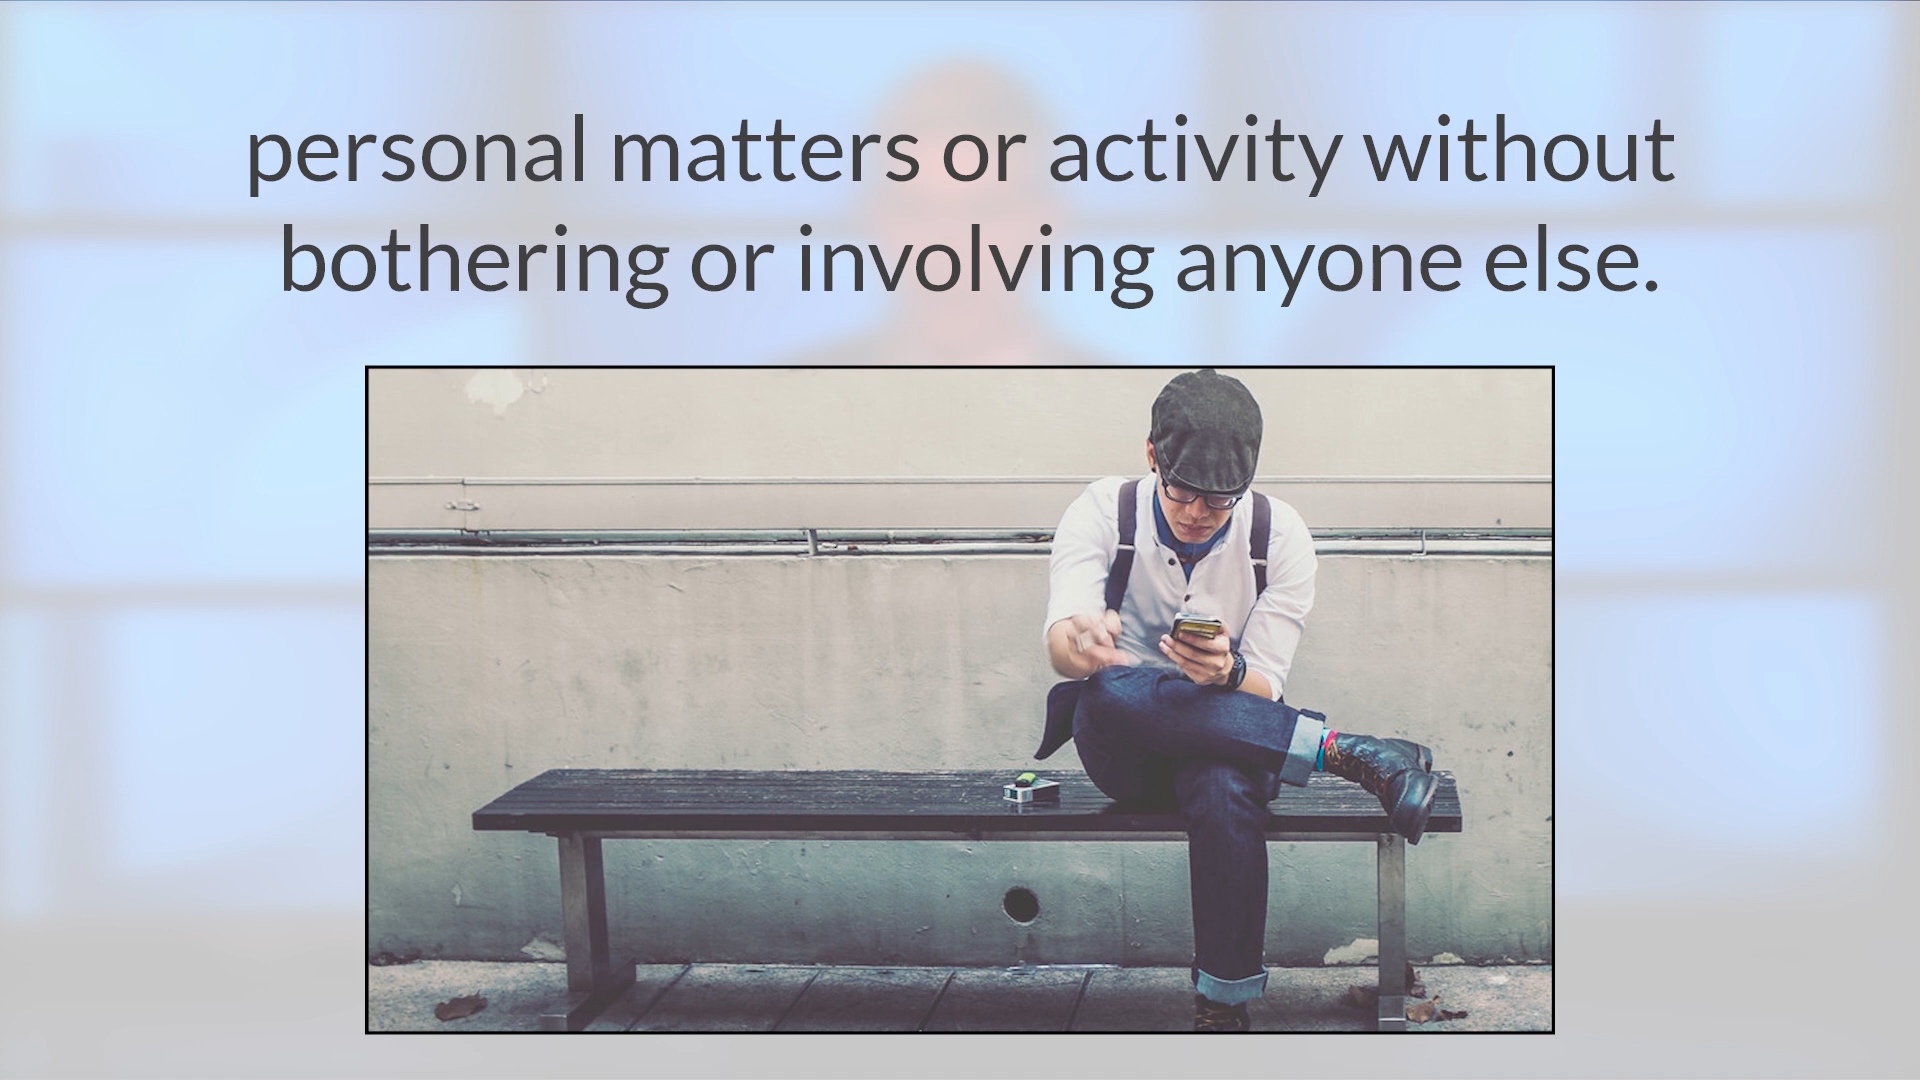 personal matters or activity without
bothering or involving anyone else.